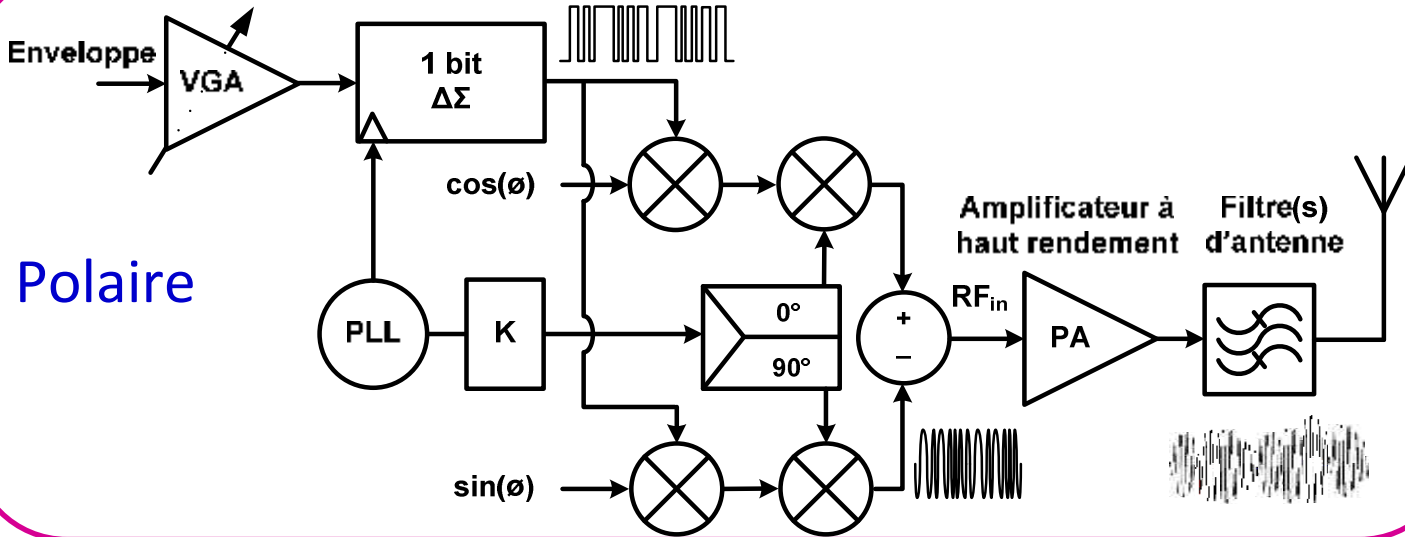 Enveloppe
VGA
1 bit
ΔΣ
cos(ø)
Amplificateur à
haut rendement
Filtre(s)
d'antenne
Polaire
PLL
K
0°
90°
+
–
RFin
PA
sin(ø)